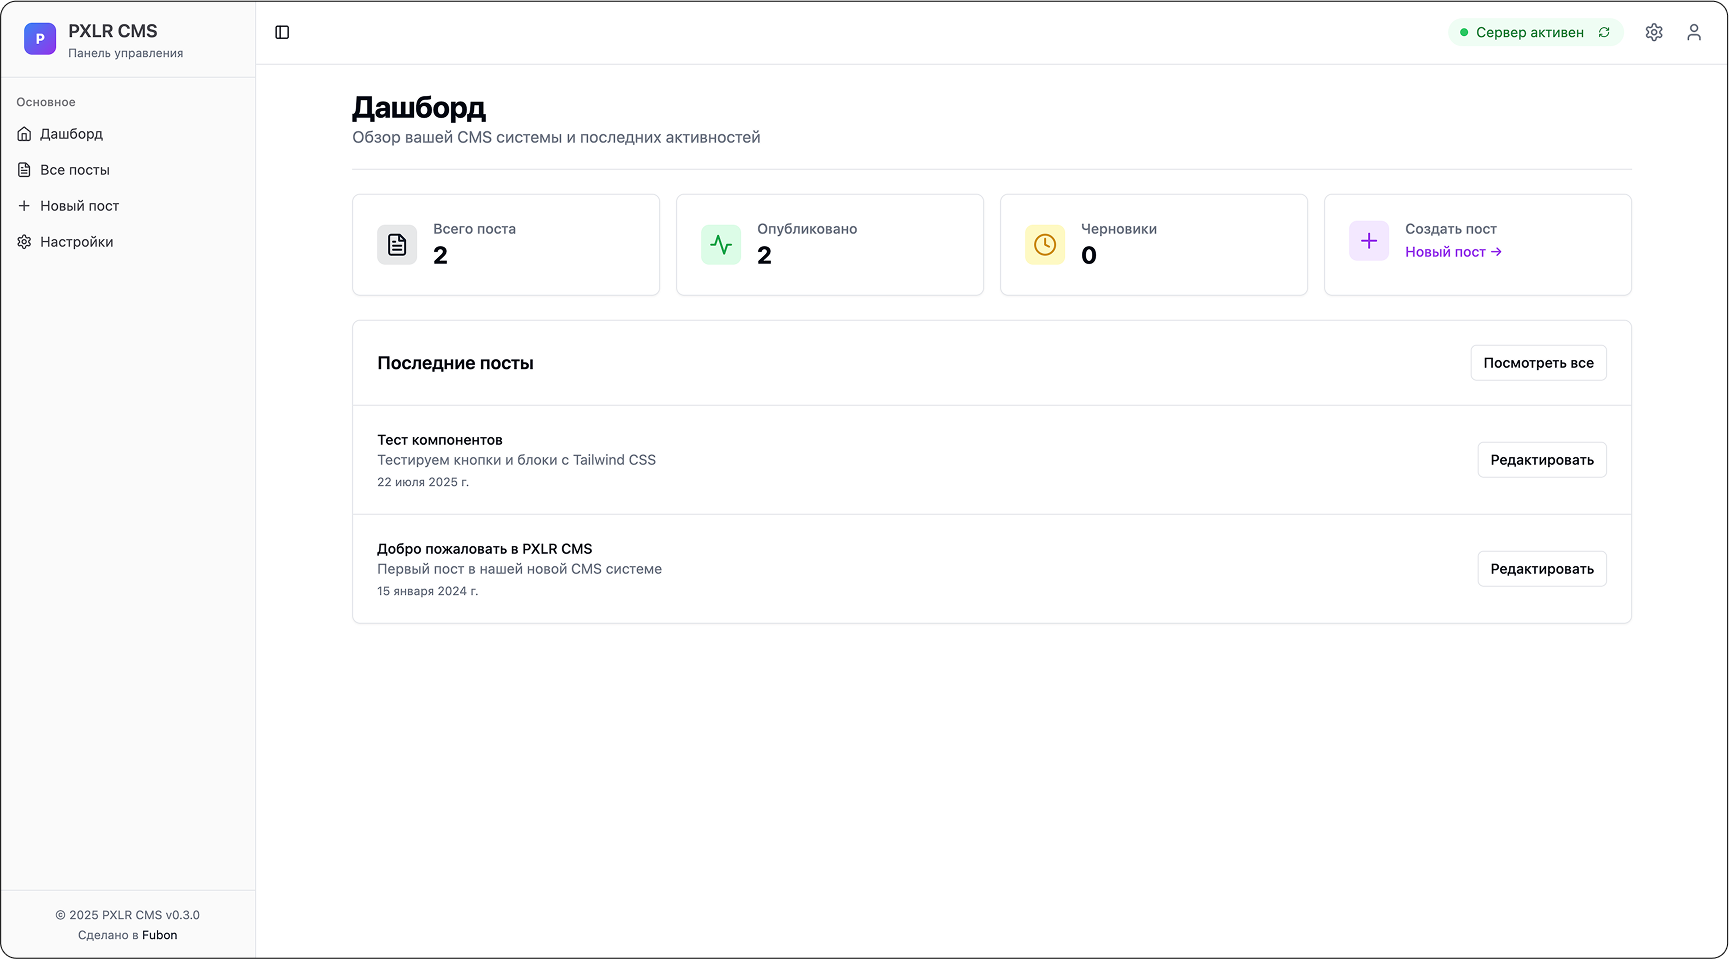 P
PXLR CMS
Панель управления
Основное
Дашборд
Все посты
Новый пост
Настройки
© 2025 PXLR CMS v0.3.0
Сделано в Fubon
Сервер активен
Дашборд
Обзор вашей CMS системы и последних активностей
Всего поста
2
Опубликовано
2
Черновики
0
Создать пост
Новый пост →
Последние посты
Посмотреть все
Тест компонентов
Тестируем кнопки и блоки с Tailwind CSS
22 июля 2025 г.
Редактировать
Добро пожаловать в PXLR CMS
Первый пост в нашей новой CMS системе
15 января 2024 г.
Редактировать